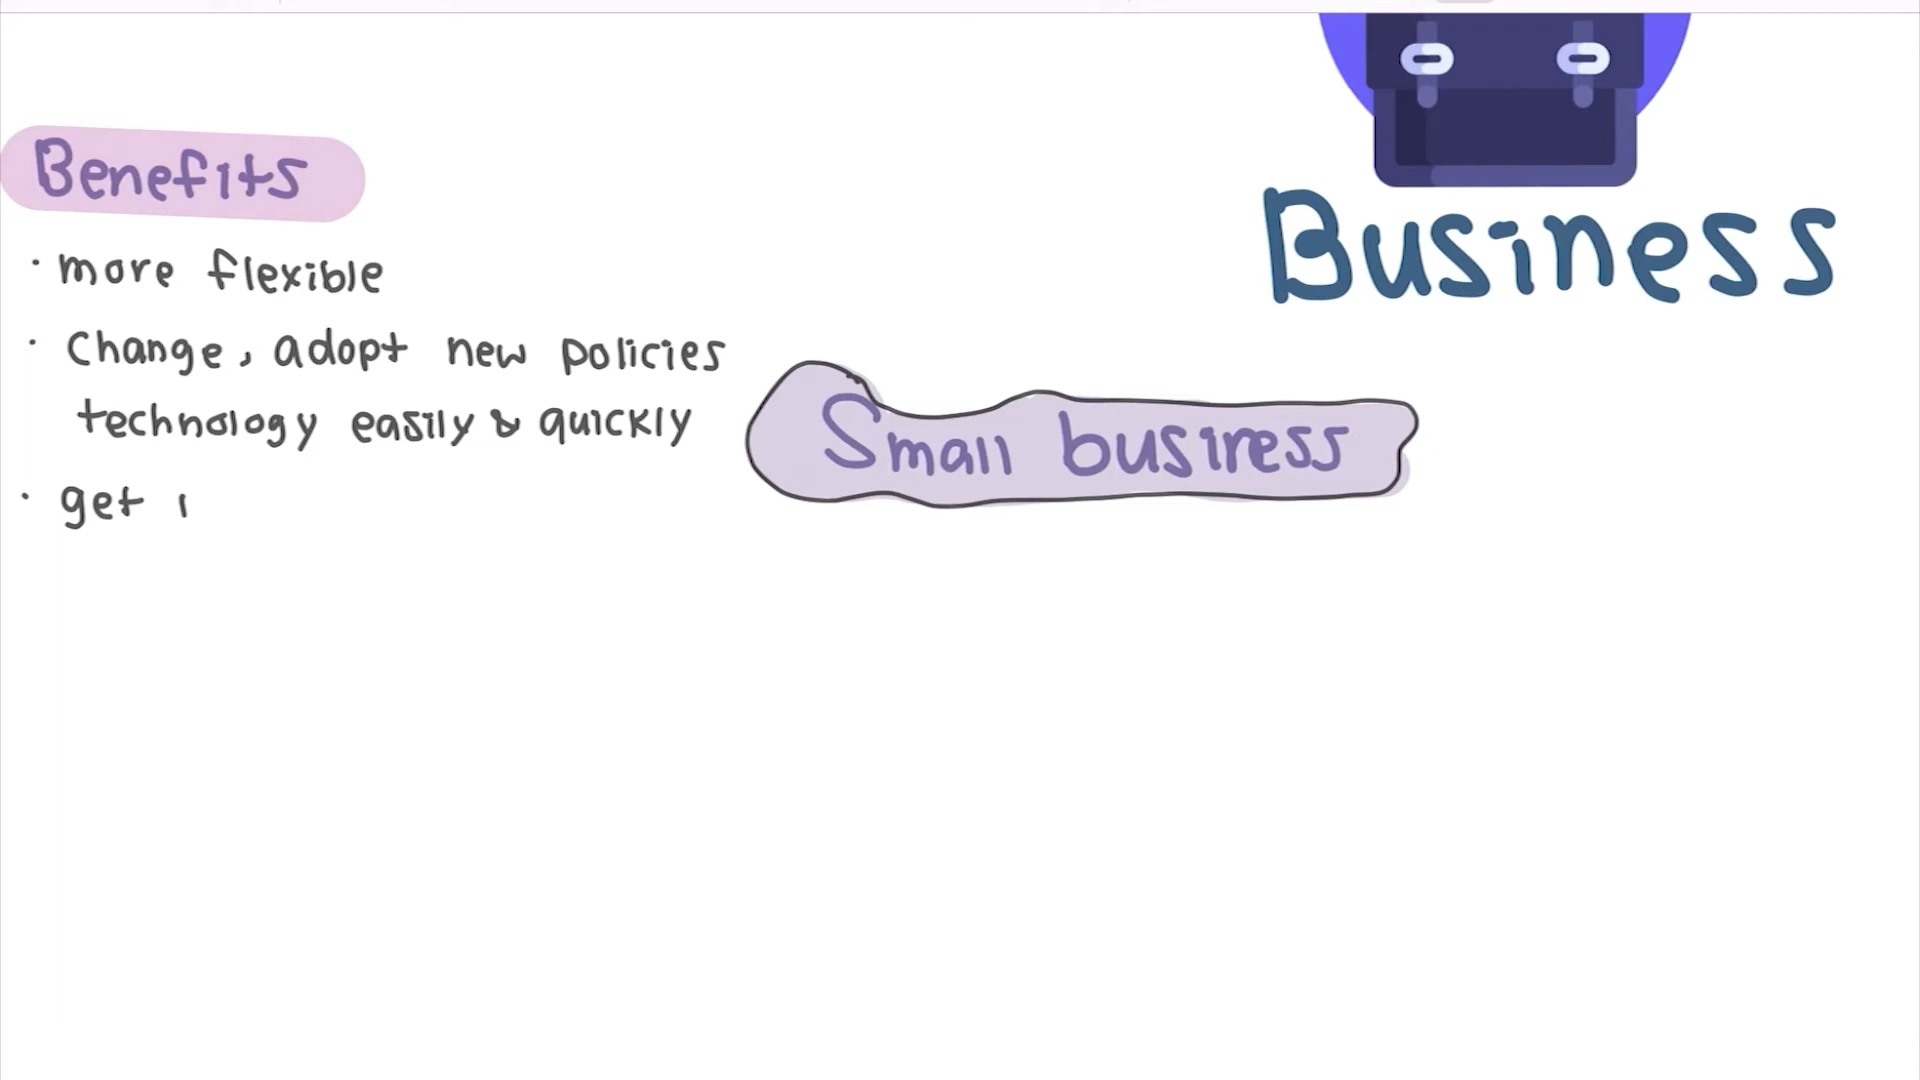 Benefits
Business
· more flexible
· Change, adopt new policies
technology easily & quickly
Small business
· get